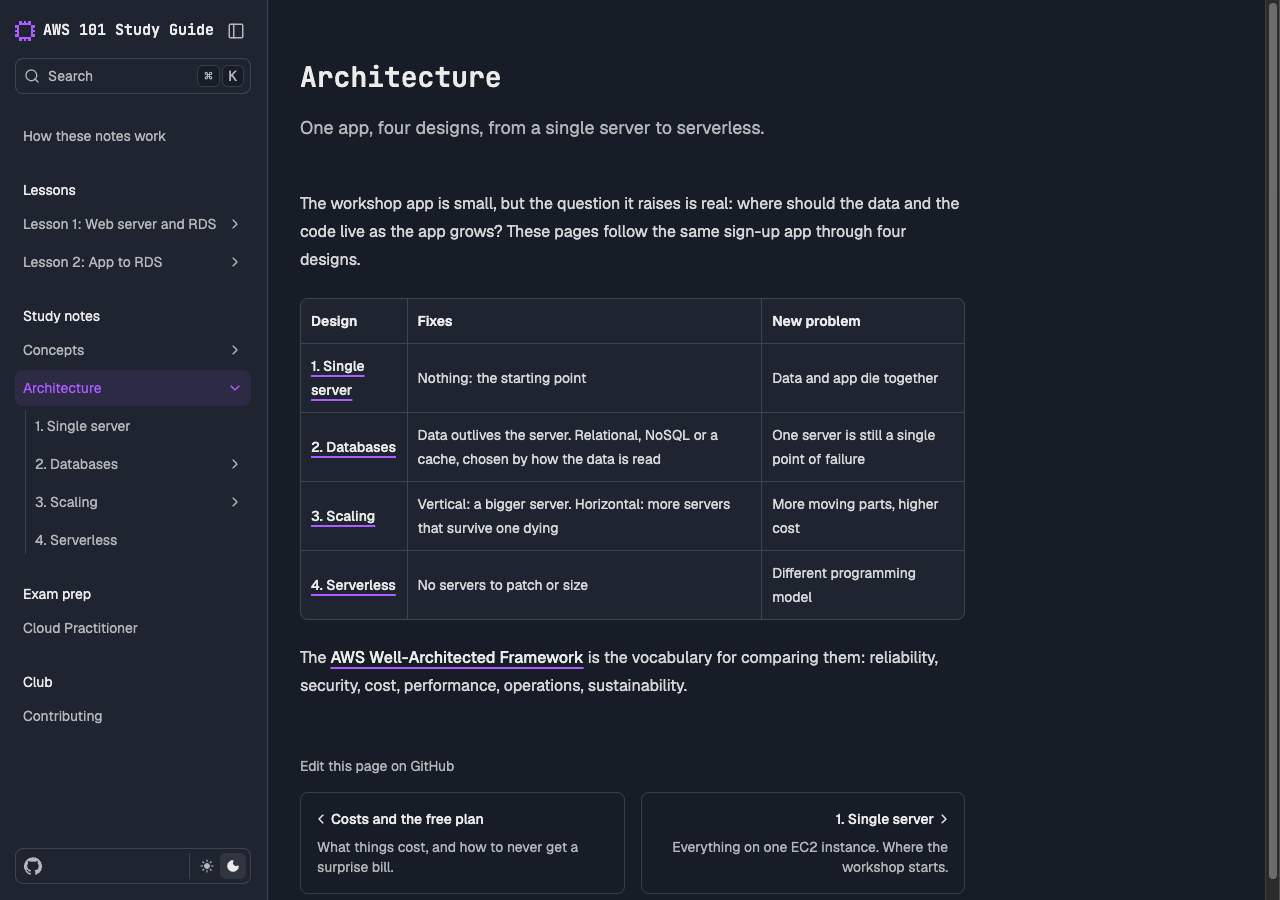 AWS 101 Study Guide
Search
⌘ K
How these notes work
Lessons
Lesson 1: Web server and RDS
Lesson 2: App to RDS
Study notes
Concepts
Architecture
1. Single server
2. Databases
3. Scaling
4. Serverless
Exam prep
Cloud Practitioner
Club
Contributing
Architecture
One app, four designs, from a single server to serverless.
The workshop app is small, but the question it raises is real: where should the data and the
code live as the app grows? These pages follow the same sign-up app through four
designs.
Design Fixes New problem
1. Single
server
Nothing: the starting point
Data and app die together
2. Databases
Data outlives the server. Relational, NoSQL or a
cache, chosen by how the data is read
One server is still a single
point of failure
3. Scaling
Vertical: a bigger server. Horizontal: more servers
that survive one dying
More moving parts, higher
cost
4. Serverless
No servers to patch or size
Different programming
model
The AWS Well-Architected Framework is the vocabulary for comparing them: reliability,
security, cost, performance, operations, sustainability.
Edit this page on GitHub
Costs and the free plan
What things cost, and how to never get a
surprise bill.
1. Single server
Everything on one EC2 instance. Where the
workshop starts.